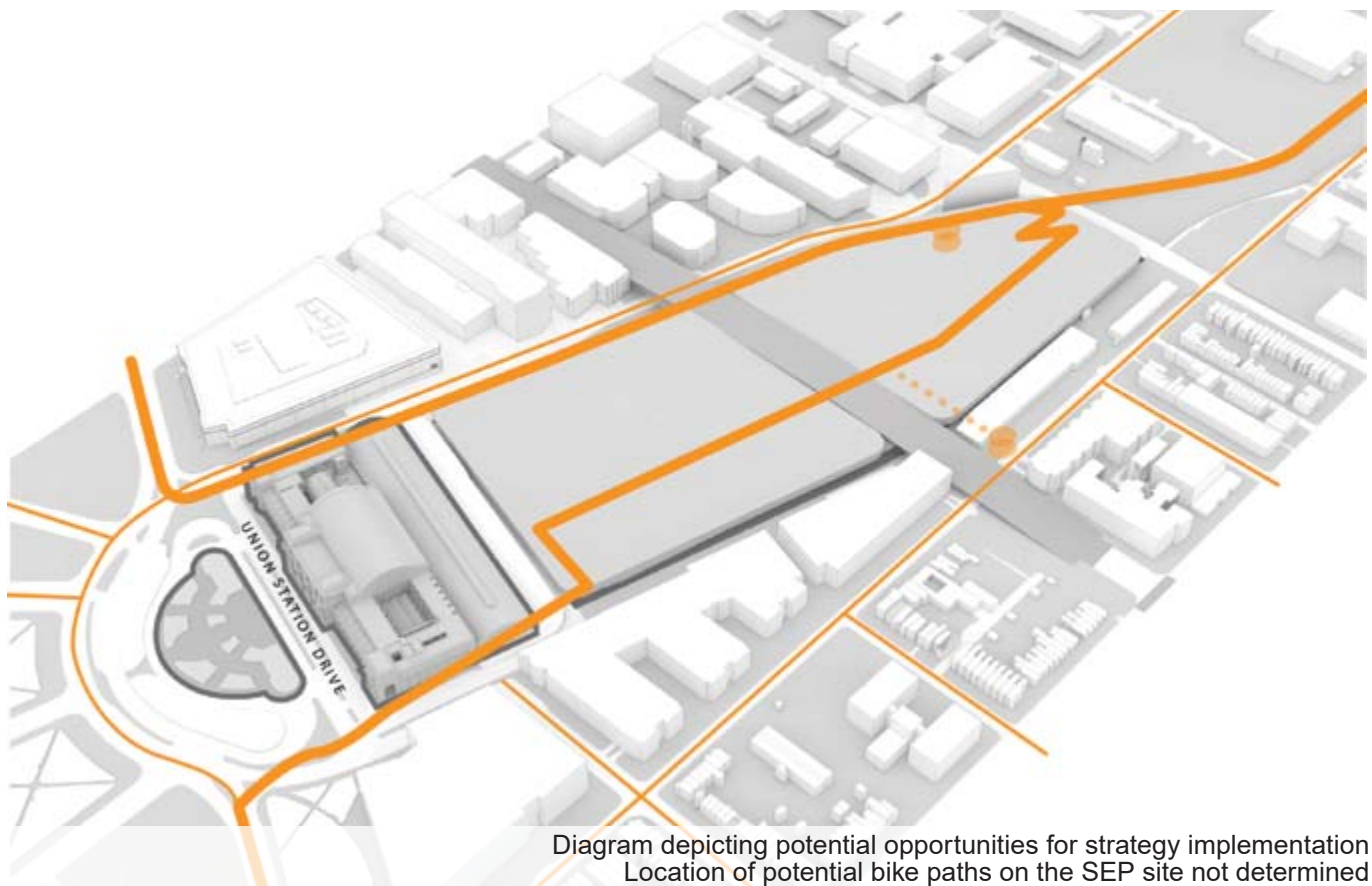 UNION STATION DRIVE
Diagram depicting potential opportunities for strategy implementation
Location of potential bike paths on the SEP site not determined